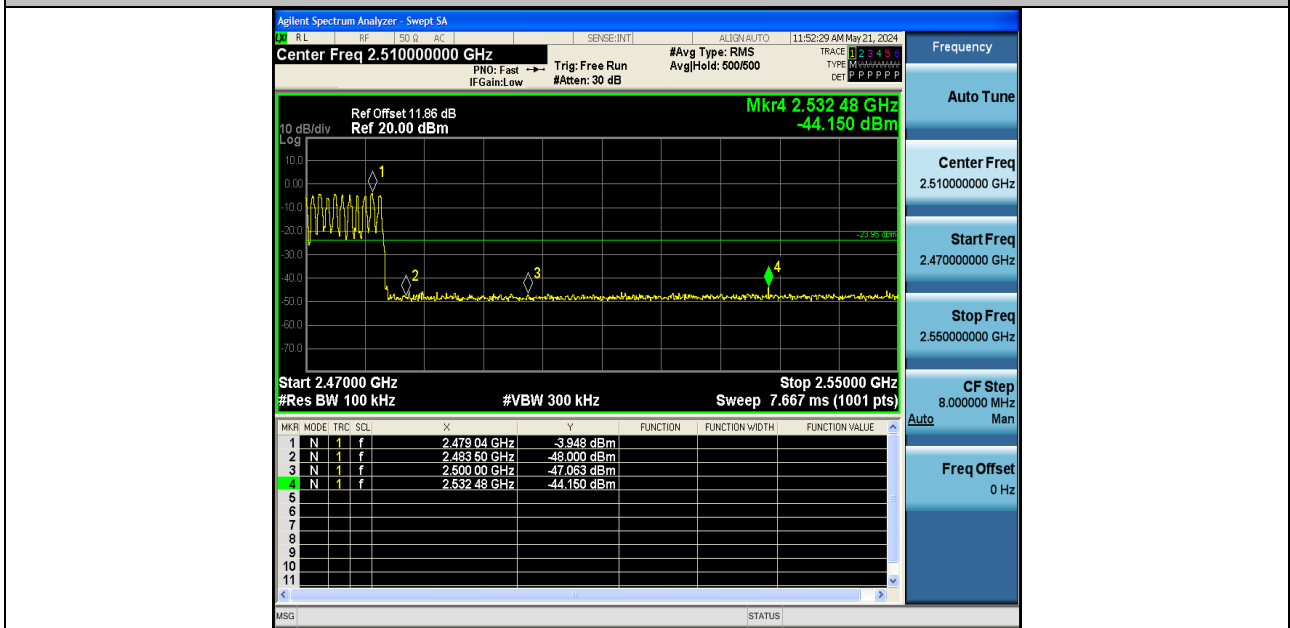 Agilent Spectrum Analyzer - Swept SA
LXI RL RF 50 Ω AC SENSE:INT ALIGN AUTO 11:52:29 AM May 21, 2024
Center Freq 2.510000000 GHz
PNO: Fast
IFGain:Low
Trig: Free Run
#Atten: 30 dB
#Avg Type: RMS
Avg|Hold: 500/500
TRACE 1 2 3 4 5 6
TYPE M
DET P P P P P P
Mkr4 2.532 48 GHz
-44.150 dBm
Ref Offset 11.86 dB
10 dB/div Ref 20.00 dBm
Log
10.0
0.00
-10.0
-20.0
-30.0
-40.0
-50.0
-60.0
-70.0
1
2
3
4
-23.95 dBm
Start 2.47000 GHz Stop 2.55000 GHz
#Res BW 100 kHz #VBW 300 kHz Sweep 7.667 ms (1001 pts)
MKR MODE TRC SCL X Y FUNCTION FUNCTION WIDTH FUNCTION VALUE
1 N 1 f 2.479 04 GHz -3.948 dBm
2 N 1 f 2.483 50 GHz -48.000 dBm
3 N 1 f 2.500 00 GHz -47.063 dBm
4 N 1 f 2.532 48 GHz -44.150 dBm
5
6
7
8
9
10
11
MSG STATUS
Frequency
Auto Tune
Center Freq
2.510000000 GHz
Start Freq
2.470000000 GHz
Stop Freq
2.550000000 GHz
CF Step
8.000000 MHz
Auto Man
Freq Offset
0 Hz